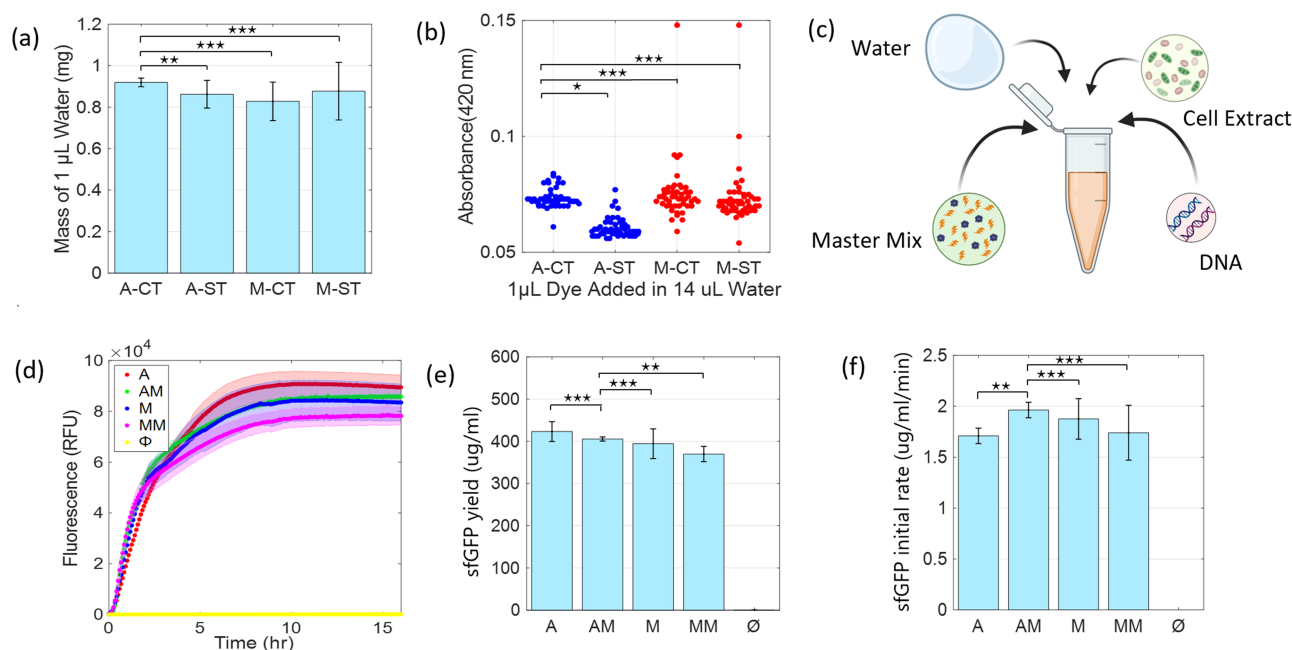 (a)
Mass of 1 µL Water (mg)
1.2
1
0.8
0.6
0.4
0.2
0
★★★
★★★
★★
A-CT A-ST M-CT M-ST
(b)
Absorbance(420 nm)
0.15
0.1
0.05
★★★
★★★
★
A-CT A-ST M-CT M-ST
1µL Dye Added in 14 uL Water
(c)
Water
Cell Extract
Master Mix
DNA
(d)
×10⁴
Fluorescence (RFU)
10
8
6
4
2
0
A
AM
M
MM
Φ
0 5 10 15
Time (hr)
(e)
sfGFP yield (ug/ml)
600
500
400
300
200
100
0
★★
★★★
★★★
A AM M MM Ø
(f)
sfGFP initial rate (ug/ml/min)
2.5
2
1.5
1
0.5
0
★★★
★★★
★★
A AM M MM Ø